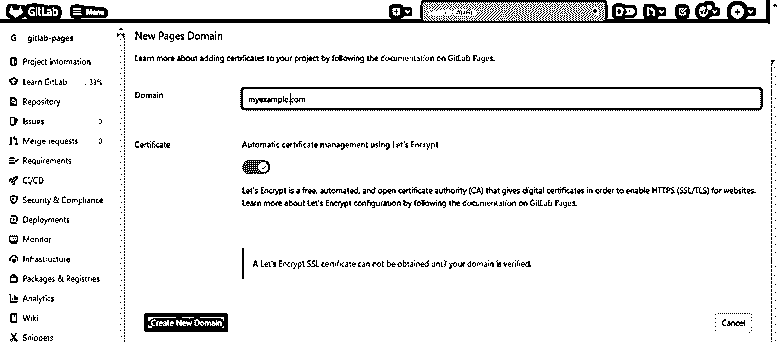 GitLab Menu
G gitlab-pages
New Pages Domain
Project information
Learn more about adding certificates to your project by following the documentation on GitLab Pages.
Learn GitLab 33%
Repository
Domain
myexample.com
Issues 0
Merge requests 0
Certificate
Automatic certificate management using Let's Encrypt
Requirements
CI/CD
Let's Encrypt is a free, automated, and open certificate authority (CA) that gives digital certificates in order to enable HTTPS (SSL/TLS) for websites.
Security & Compliance
Learn more about Let's Encrypt configuration by following the documentation on GitLab Pages.
Deployments
Monitor
Infrastructure
A Let's Encrypt SSL certificate can not be obtained until your domain is verified.
Packages & Registries
Analytics
Wiki
Create New Domain
Cancel
Snippets